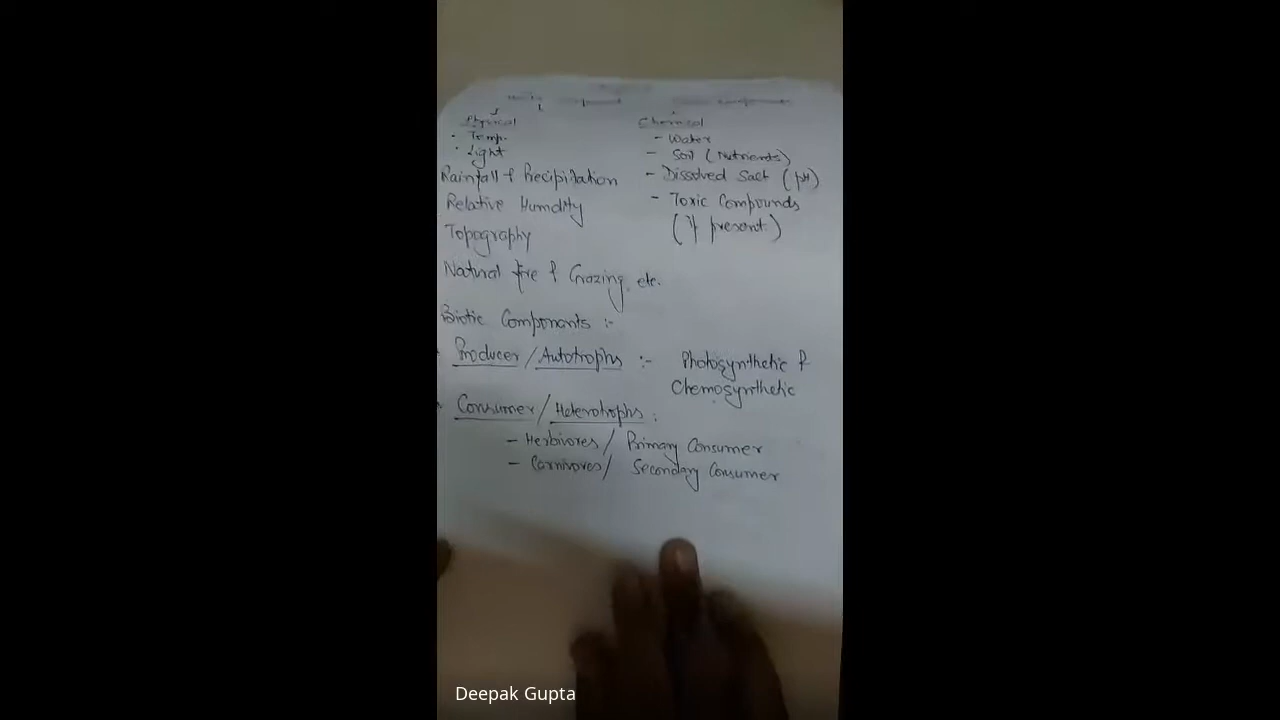 Physical
- Temp.
- Light
Rainfall & Precipitation
Relative Humdity
Topography
Natural fire & Grazing etc.
Chemical
- Water
- Soil (Nutrients)
- Dissolved Salt (pH)
- Toxic Compounds
(if present)
Biotic Components :-
Producer / Autotrophs :- Photosynthetic &
Chemosynthetic
Consumer / Heterotrophs :
- Herbivores / Primary Consumer
- Carnivores / Secondary Consumer
Deepak Gupta